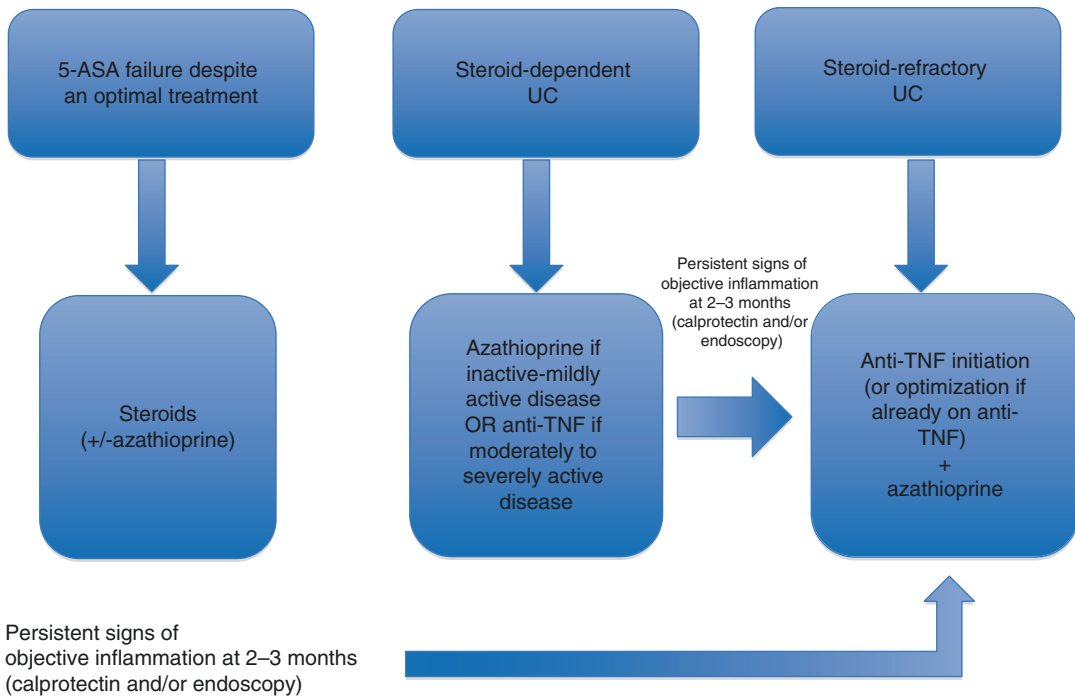 5-ASA failure despite
an optimal treatment
Steroid-dependent
UC
Steroid-refractory
UC
Persistent signs of
objective inflammation
at 2–3 months
(calprotectin and/or
endoscopy)
Steroids
(+/-azathioprine)
Azathioprine if
inactive-mildly
active disease
OR anti-TNF if
moderately to
severely active
disease
Anti-TNF initiation
(or optimization if
already on anti-
TNF)
+
azathioprine
Persistent signs of
objective inflammation at 2–3 months
(calprotectin and/or endoscopy)